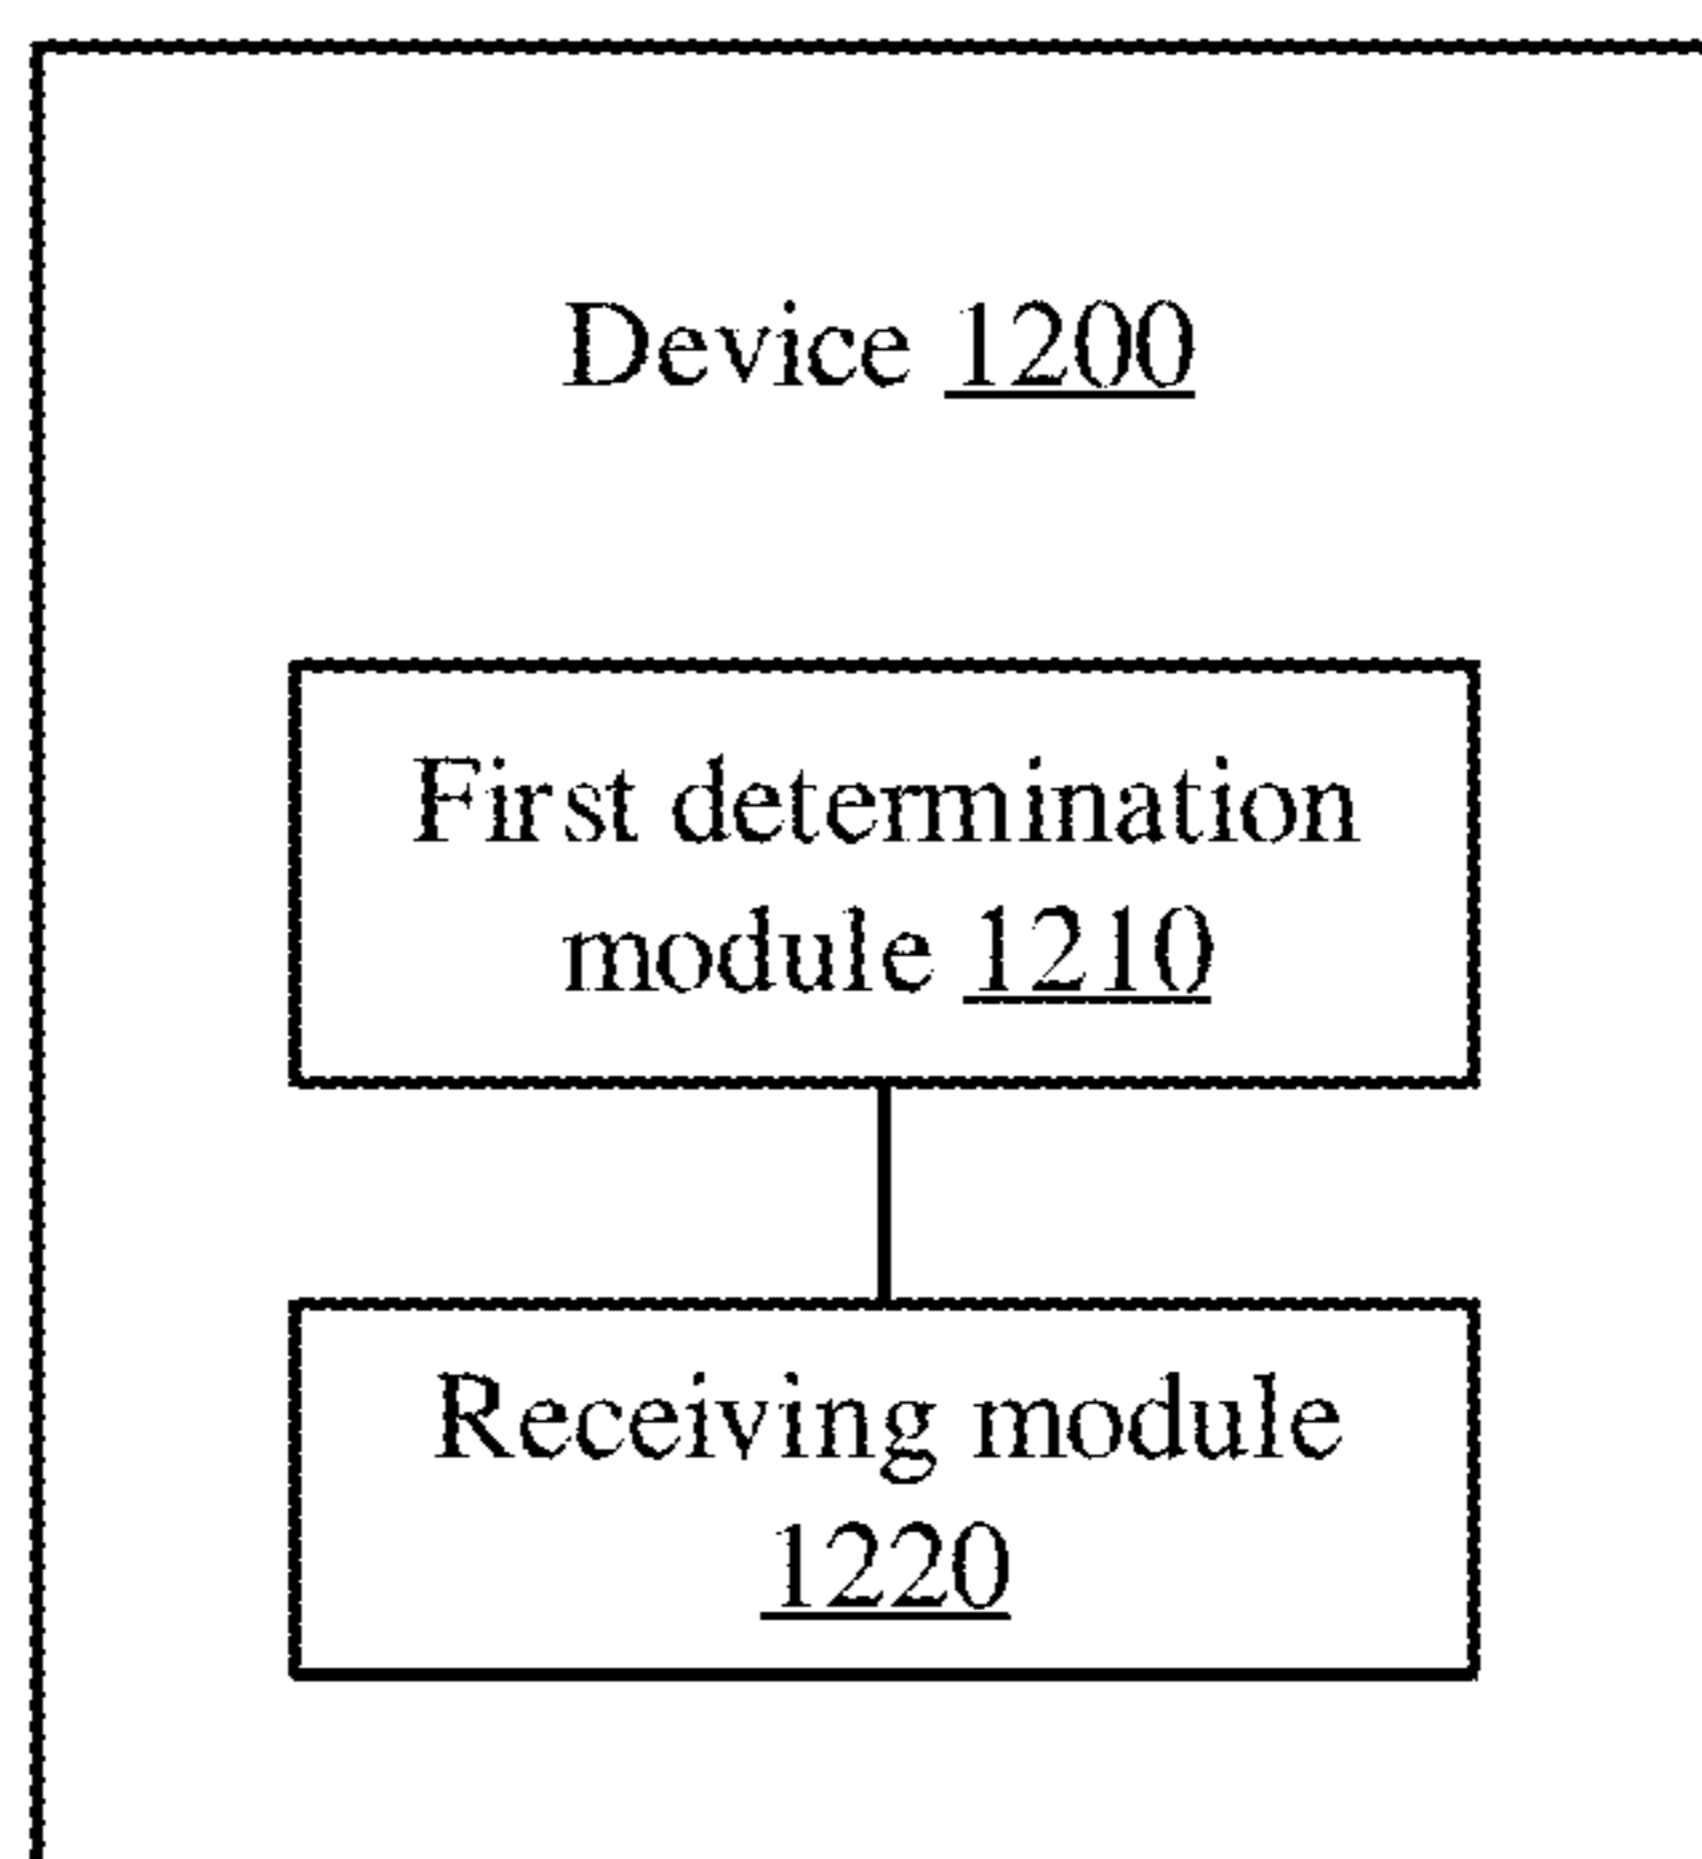 Device 1200
First determination
module 1210
Receiving module
1220